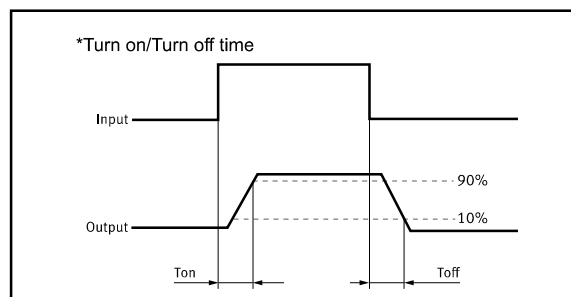 *Turn on/Turn off time
Input
90%
10%
Output
Ton
Toff